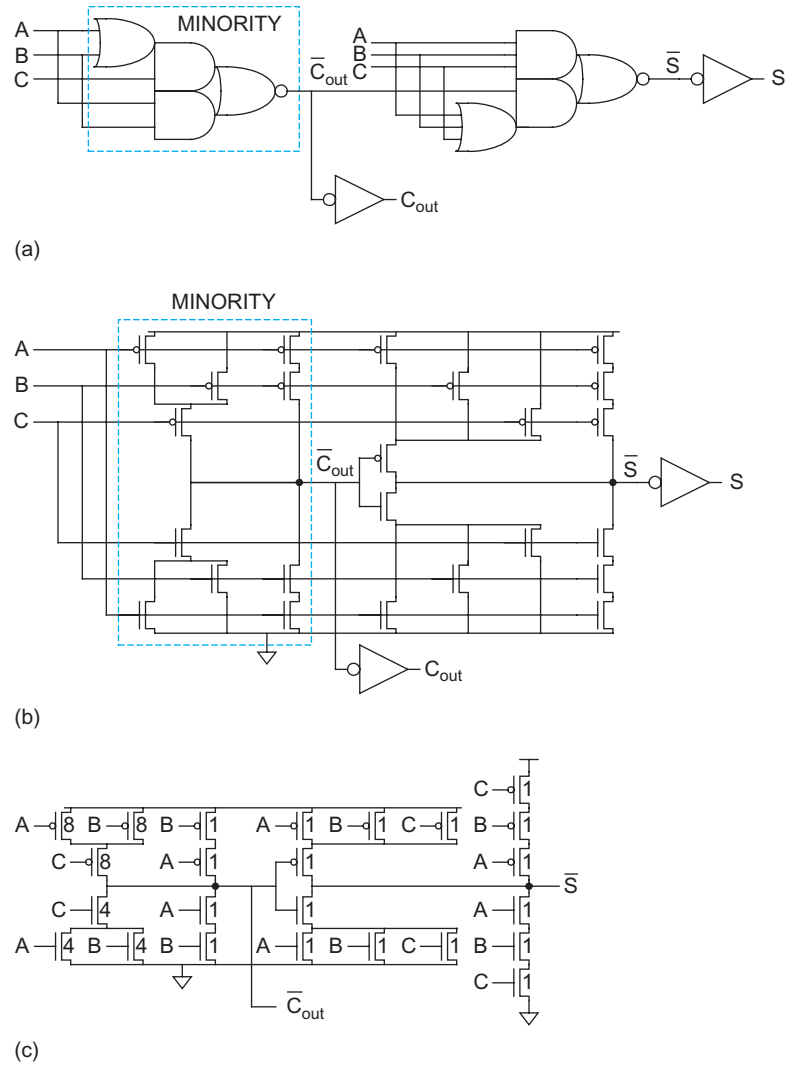 MINORITY
A
B
C
C̅out
A
B
C
S̅
S
Cout
(a)
MINORITY
A
B
C
C̅out
S̅
S
Cout
(b)
C 1
A 8 B 8 B 1 A 1 B 1 C 1 B 1
C 8 A 1 1 A 1
S̅
C 4 A 1 1 A 1
A 4 B 4 B 1 A 1 B 1 C 1 B 1
C 1
C̅out
(c)